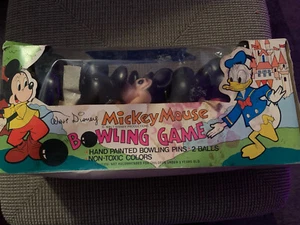 Walt Disney Mickey Mouse
BOWLING GAME
HAND PAINTED BOWLING PINS 2 BALLS
NON-TOXIC COLORS